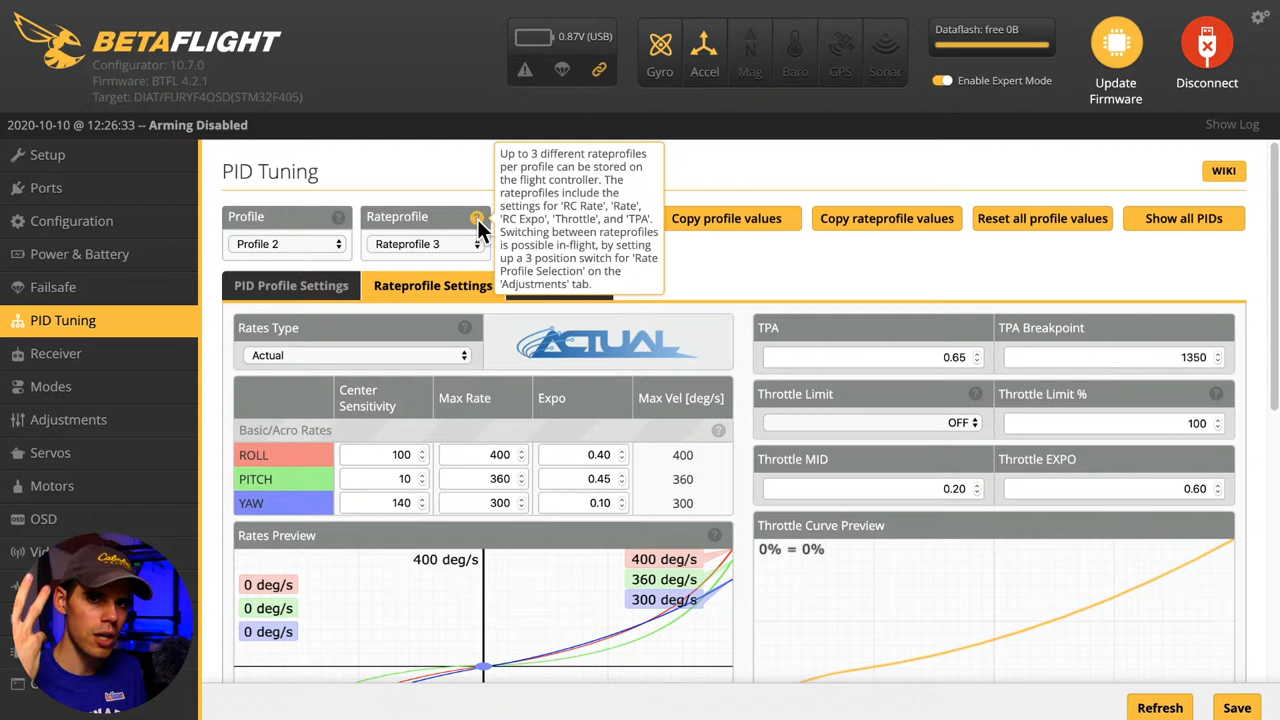 BETAFLIGHT
Configurator: 10.7.0
Firmware: BTFL 4.2.1
Target: DIAT/FURYF4OSD(STM32F405)
0.87V (USB)
Gyro
Accel
Mag
Baro
GPS
Sonar
Dataflash: free 0B
Enable Expert Mode
Update
Firmware
Disconnect
2020-10-10 @ 12:26:33 -- Arming Disabled
Show Log
Setup
Ports
Configuration
Power & Battery
Failsafe
PID Tuning
Receiver
Modes
Adjustments
Servos
Motors
OSD
PID Tuning
WIKI
Profile
Profile 2
Rateprofile
Rateprofile 3
Up to 3 different rateprofiles
per profile can be stored on
the flight controller. The
rateprofiles include the
settings for 'RC Rate', 'Rate',
'RC Expo', 'Throttle', and 'TPA'.
Switching between rateprofiles
is possible in-flight, by setting
up a 3 position switch for 'Rate
Profile Selection' on the
'Adjustments' tab.
Copy profile values
Copy rateprofile values
Reset all profile values
Show all PIDs
PID Profile Settings
Rateprofile Settings
Rates Type
Actual
ACTUAL
Center
Sensitivity
Max Rate
Expo
Max Vel [deg/s]
Basic/Acro Rates
ROLL 100 400 0.40 400
PITCH 10 360 0.45 360
YAW 140 300 0.10 300
Rates Preview
400 deg/s
0 deg/s
0 deg/s
0 deg/s
400 deg/s
360 deg/s
300 deg/s
TPA
0.65
TPA Breakpoint
1350
Throttle Limit
OFF
Throttle Limit %
100
Throttle MID
0.20
Throttle EXPO
0.60
Throttle Curve Preview
0% = 0%
Refresh
Save